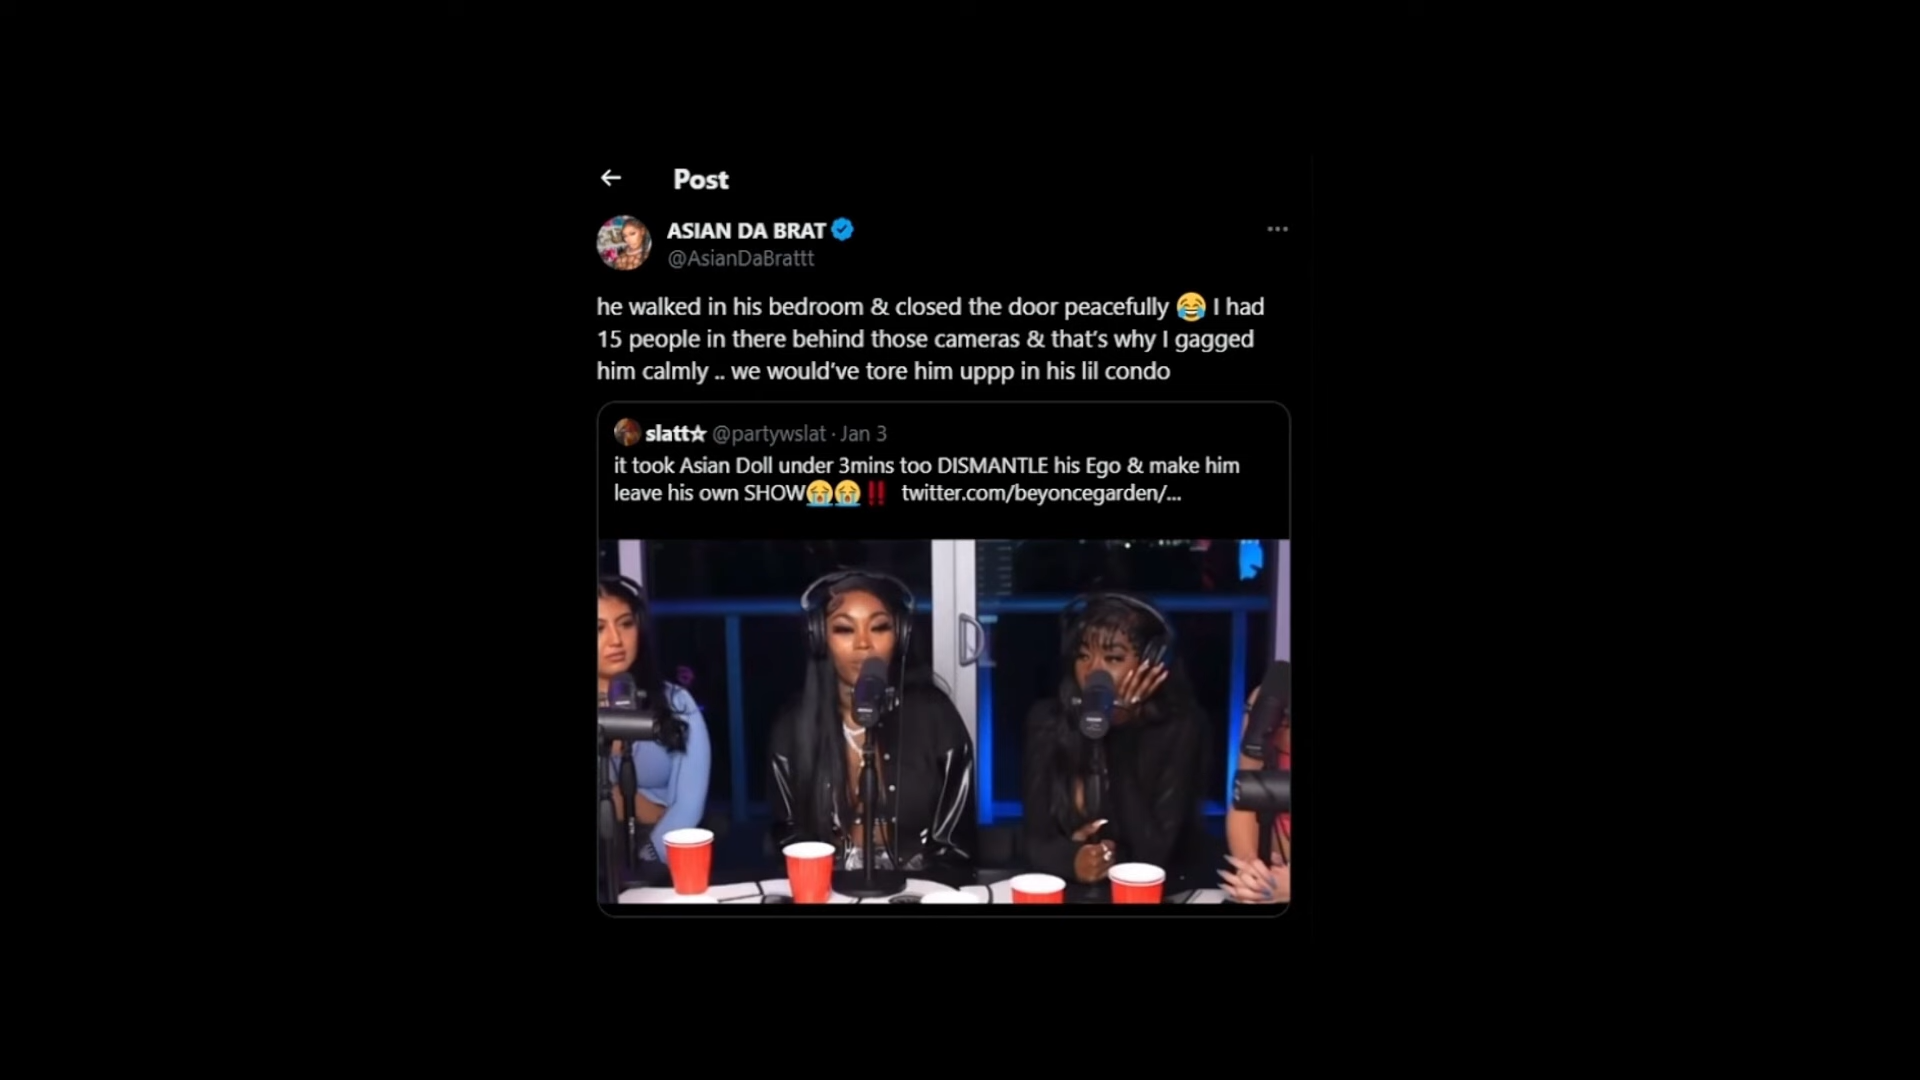 Post
ASIAN DA BRAT
@AsianDaBrattt
he walked in his bedroom & closed the door peacefully 😂 I had
15 people in there behind those cameras & that's why I gagged
him calmly .. we would've tore him uppp in his lil condo
slatt☆ @partywslat · Jan 3
it took Asian Doll under 3mins too DISMANTLE his Ego & make him
leave his own SHOW😭😭‼️ twitter.com/beyoncegarden/...